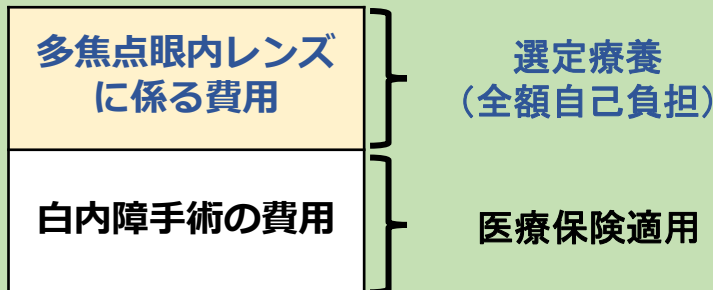 多焦点眼内レンズ
に係る費用
選定療養
（全額自己負担）
白内障手術の費用
医療保険適用